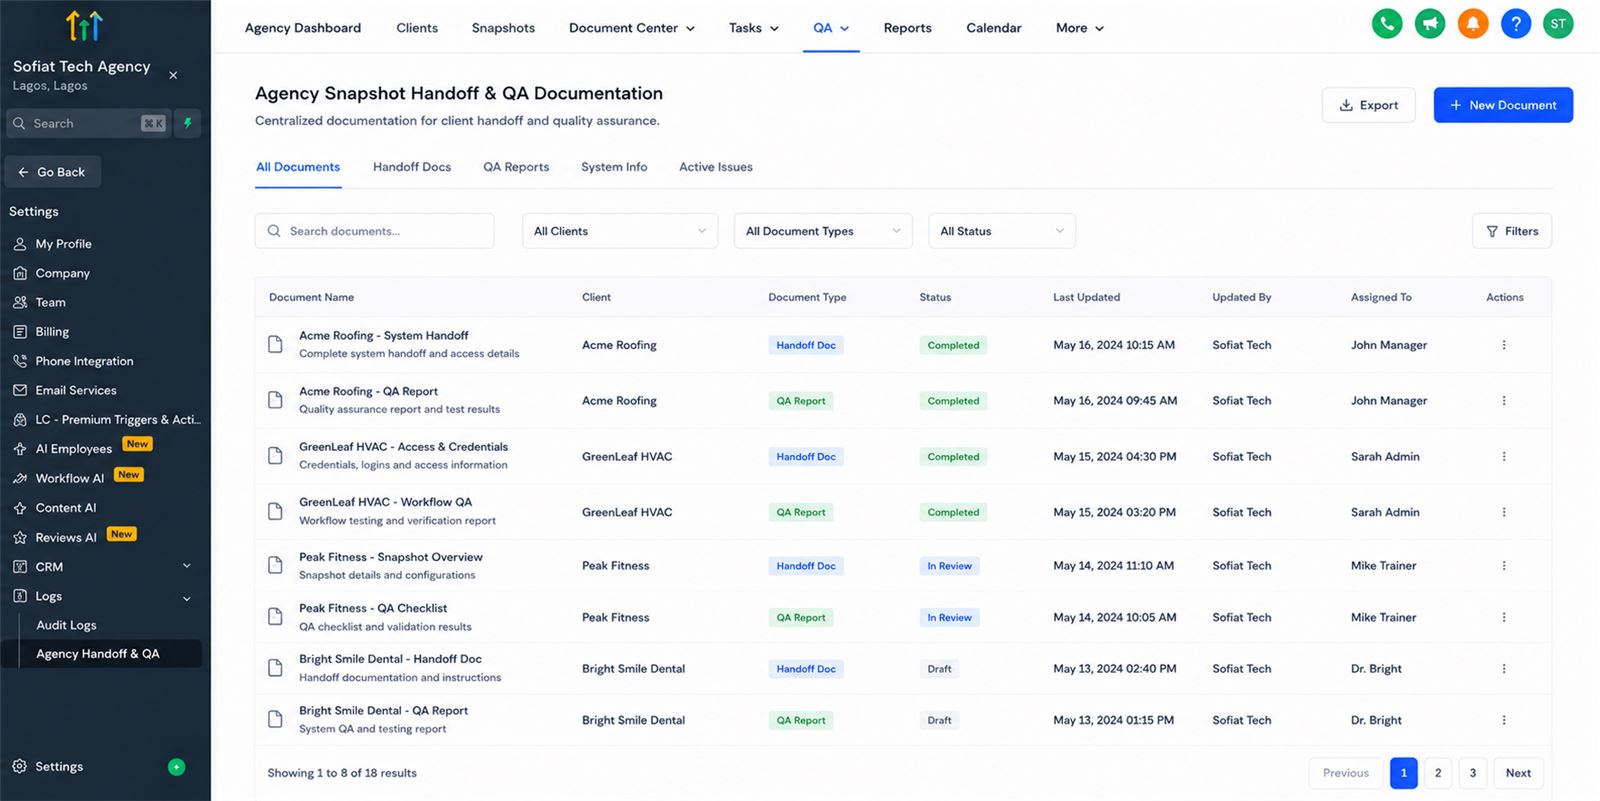 Sofiat Tech Agency
Lagos, Lagos
Search ⌘ K
Go Back
Settings
My Profile
Company
Team
Billing
Phone Integration
Email Services
LC - Premium Triggers & Acti...
AI Employees New
Workflow AI New
Content AI
Reviews AI New
CRM
Logs
Audit Logs
Agency Handoff & QA
Settings
Agency Dashboard Clients Snapshots Document Center Tasks QA Reports Calendar More ? ST
Agency Snapshot Handoff & QA Documentation
Centralized documentation for client handoff and quality assurance.
Export + New Document
All Documents Handoff Docs QA Reports System Info Active Issues
Search documents... All Clients All Document Types All Status Filters
Document Name Client Document Type Status Last Updated Updated By Assigned To Actions
Acme Roofing - System Handoff
Complete system handoff and access details
Acme Roofing Handoff Doc Completed May 16, 2024 10:15 AM Sofiat Tech John Manager
Acme Roofing - QA Report
Quality assurance report and test results
Acme Roofing QA Report Completed May 16, 2024 09:45 AM Sofiat Tech John Manager
GreenLeaf HVAC - Access & Credentials
Credentials, logins and access information
GreenLeaf HVAC Handoff Doc Completed May 15, 2024 04:30 PM Sofiat Tech Sarah Admin
GreenLeaf HVAC - Workflow QA
Workflow testing and verification report
GreenLeaf HVAC QA Report Completed May 15, 2024 03:20 PM Sofiat Tech Sarah Admin
Peak Fitness - Snapshot Overview
Snapshot details and configurations
Peak Fitness Handoff Doc In Review May 14, 2024 11:10 AM Sofiat Tech Mike Trainer
Peak Fitness - QA Checklist
QA checklist and validation results
Peak Fitness QA Report In Review May 14, 2024 10:05 AM Sofiat Tech Mike Trainer
Bright Smile Dental - Handoff Doc
Handoff documentation and instructions
Bright Smile Dental Handoff Doc Draft May 13, 2024 02:40 PM Sofiat Tech Dr. Bright
Bright Smile Dental - QA Report
System QA and testing report
Bright Smile Dental QA Report Draft May 13, 2024 01:15 PM Sofiat Tech Dr. Bright
Showing 1 to 8 of 18 results Previous 1 2 3 Next